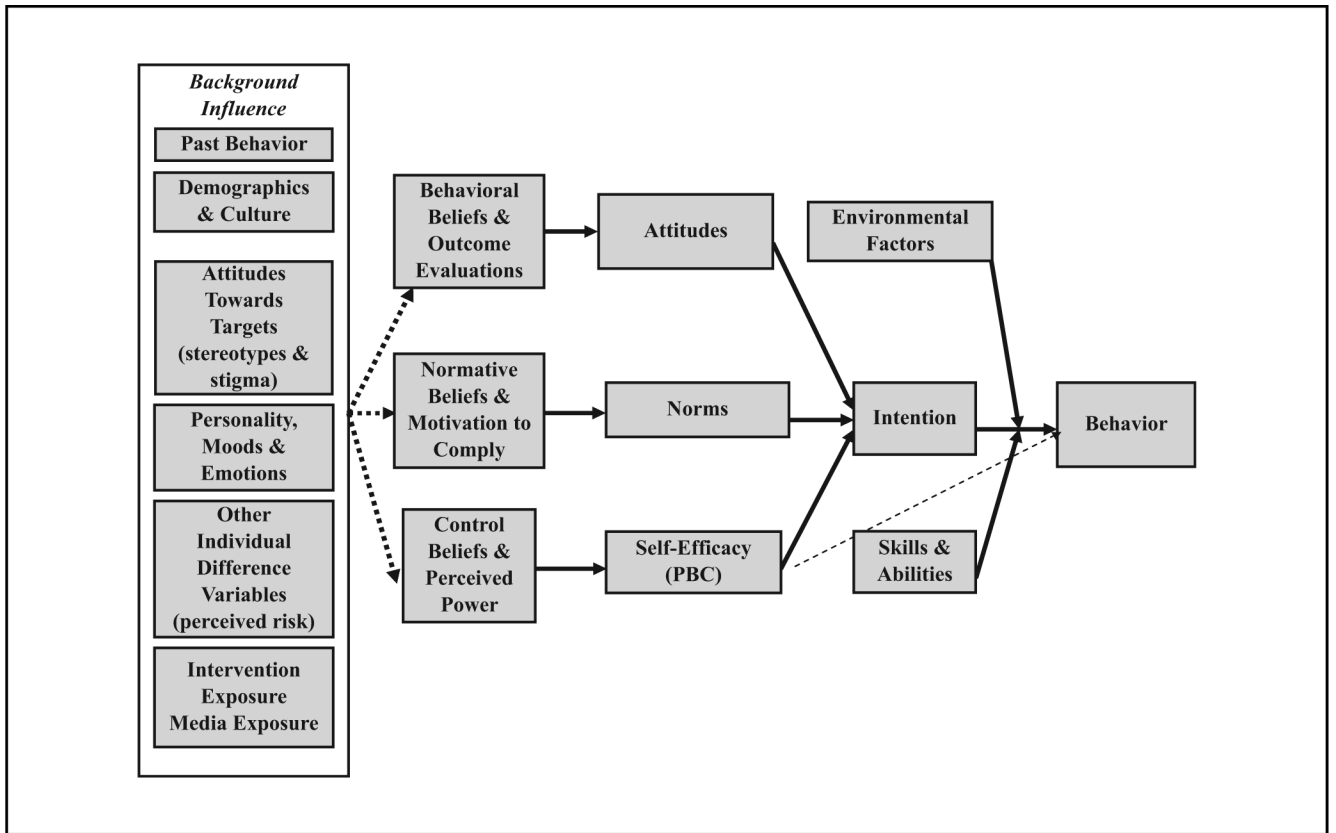 Background
Influence
Past Behavior
Demographics
& Culture
Attitudes
Towards
Targets
(stereotypes &
stigma)
Personality,
Moods &
Emotions
Other
Individual
Difference
Variables
(perceived risk)
Intervention
Exposure
Media Exposure
Behavioral
Beliefs &
Outcome
Evaluations
Normative
Beliefs &
Motivation to
Comply
Control
Beliefs &
Perceived
Power
Attitudes
Norms
Self-Efficacy
(PBC)
Environmental
Factors
Intention
Skills &
Abilities
Behavior